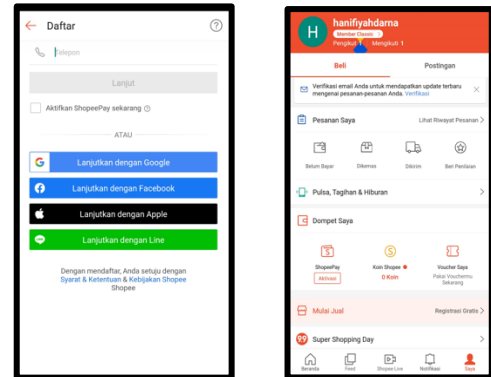 Daftar
Telepon
Lanjut
Aktifkan ShopeePay sekarang
ATAU
Lanjutkan dengan Google
Lanjutkan dengan Facebook
Lanjutkan dengan Apple
Lanjutkan dengan Line
Dengan mendaftar, Anda setuju dengan
Syarat & Ketentuan & Kebijakan Shopee
Shopee
H
hanifiyahdarna
Member Classic >
Pengikut Mengikuti 1
Beli Postingan
Verifikasi email Anda untuk mendapatkan update terbaru
mengenai pesanan-pesanan Anda. Verifikasi
Pesanan Saya Lihat Riwayat Pesanan >
Belum Bayar Dikemas Dikirim Beri Penilaian
Pulsa, Tagihan & Hiburan
Dompet Saya
ShopeePay Koin Shopee Voucher Saya
Aktivasi 0 Koin Pakai Vouchermu
Sekarang
Mulai Jual Registrasi Gratis >
9.9 Super Shopping Day
Beranda Feed Shopee Live Notifikasi Saya